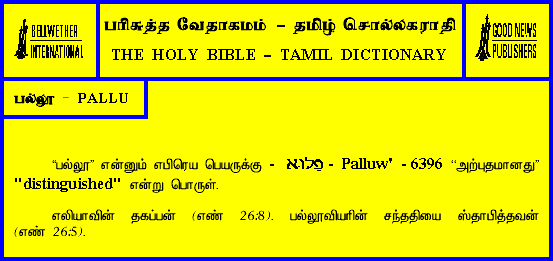 BELLWETHER
INTERNATIONAL
பரிசுத்த வேதாகமம் – தமிழ் சொல்லகராதி
THE HOLY BIBLE – TAMIL DICTIONARY
GOOD NEWS
PUBLISHERS
பல்லூ – PALLU
“பல்லூ” என்னும் எபிரெய பெயருக்கு - פַלּוּא - Palluw' - 6396 “அற்புதமானது”
"distinguished" என்று பொருள்.
எலியாவின் தகப்பன் (எண் 26:8). பல்லூவியரின் சந்ததியை ஸ்தாபித்தவன்
(எண் 26:5).